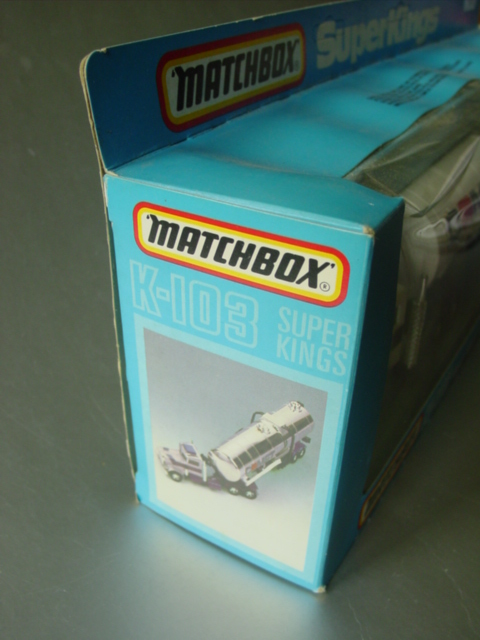 MATCHBOX
SuperKings
MATCHBOX®
K-103
SUPER
KINGS